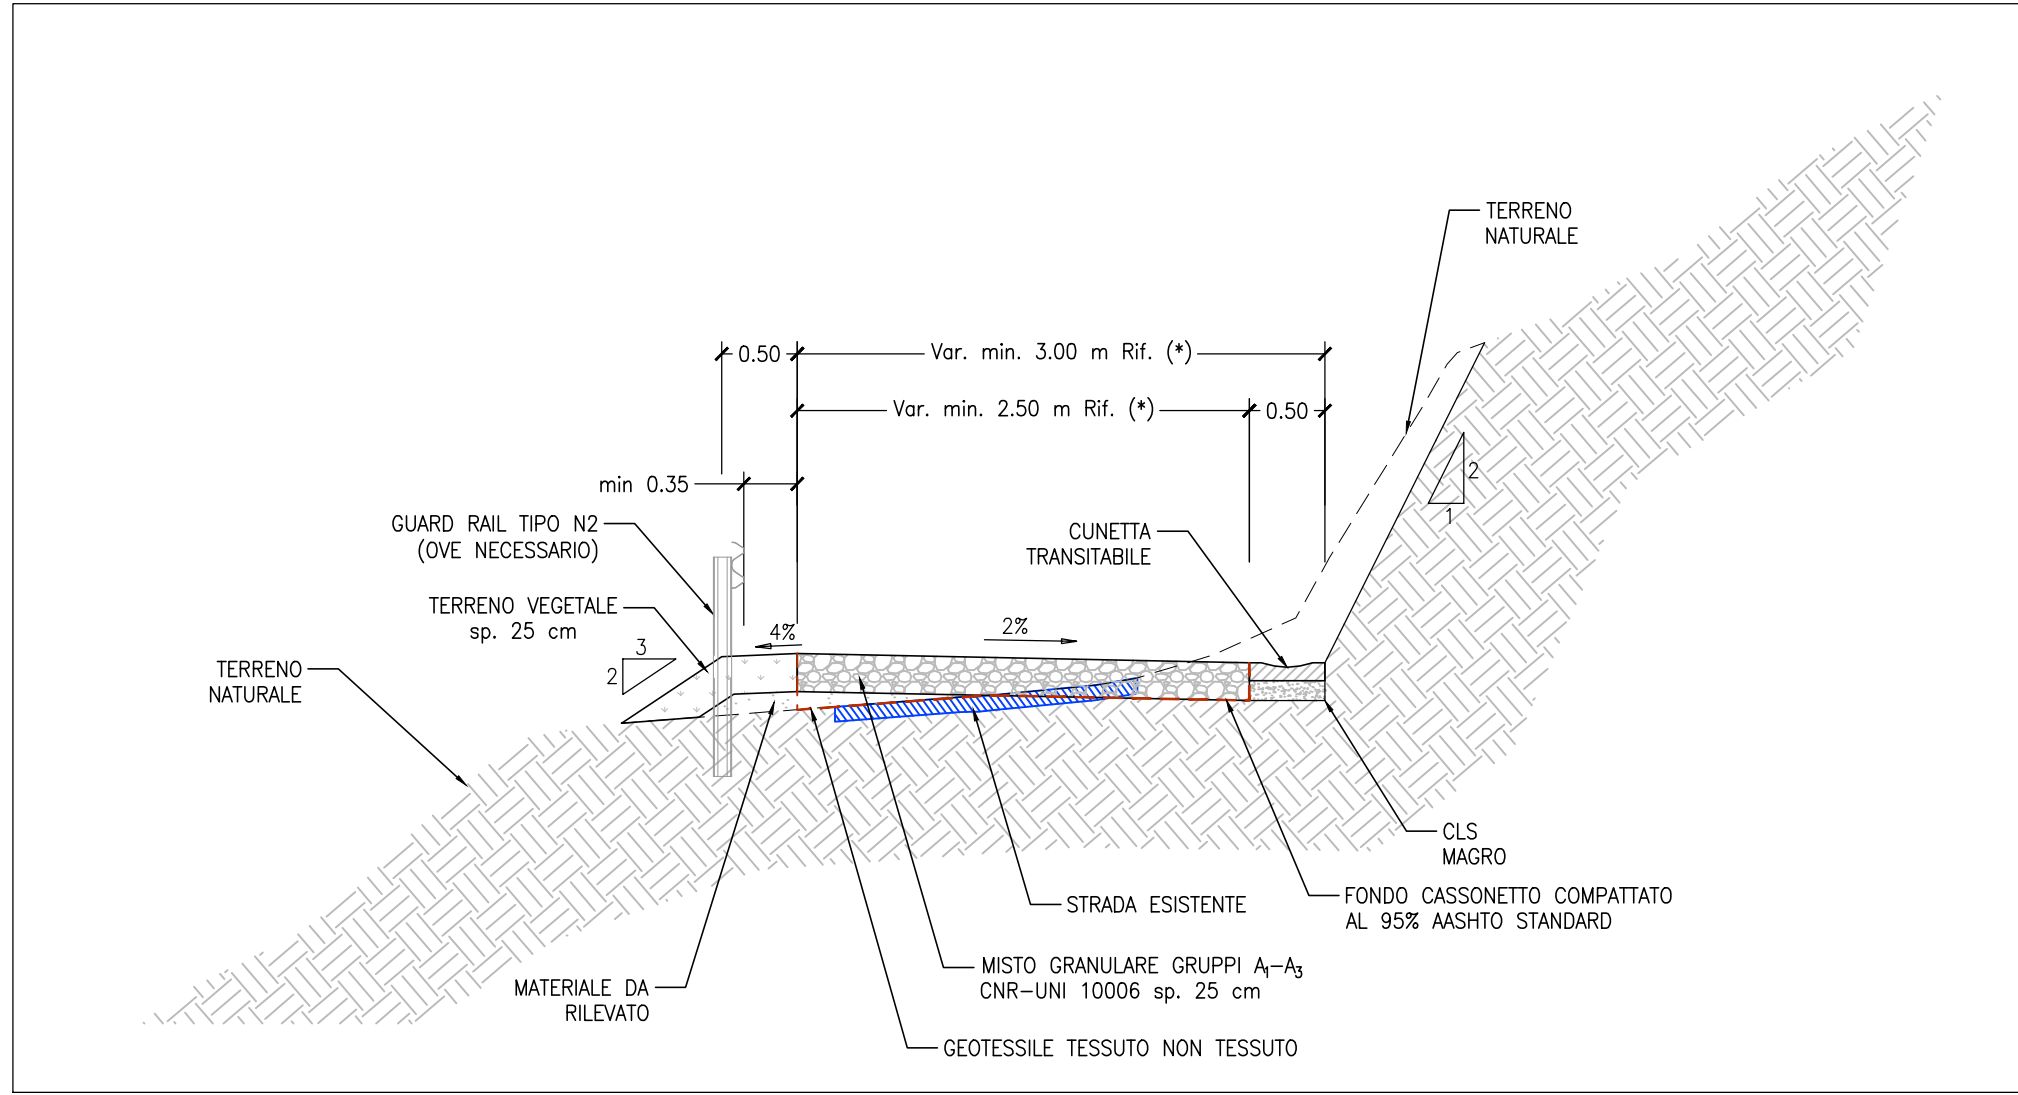 TERRENO
NATURALE
0.50
Var. min. 3.00 m Rif. (*)
Var. min. 2.50 m Rif. (*)
0.50
min 0.35
2
1
GUARD RAIL TIPO N2
(OVE NECESSARIO)
CUNETTA
TRANSITABILE
TERRENO VEGETALE
sp. 25 cm
4%
2%
3
2
TERRENO
NATURALE
CLS
MAGRO
STRADA ESISTENTE
FONDO CASSONETTO COMPATTATO
AL 95% AASHTO STANDARD
MISTO GRANULARE GRUPPI A₁-A₃
CNR-UNI 10006 sp. 25 cm
MATERIALE DA
RILEVATO
GEOTESSILE TESSUTO NON TESSUTO